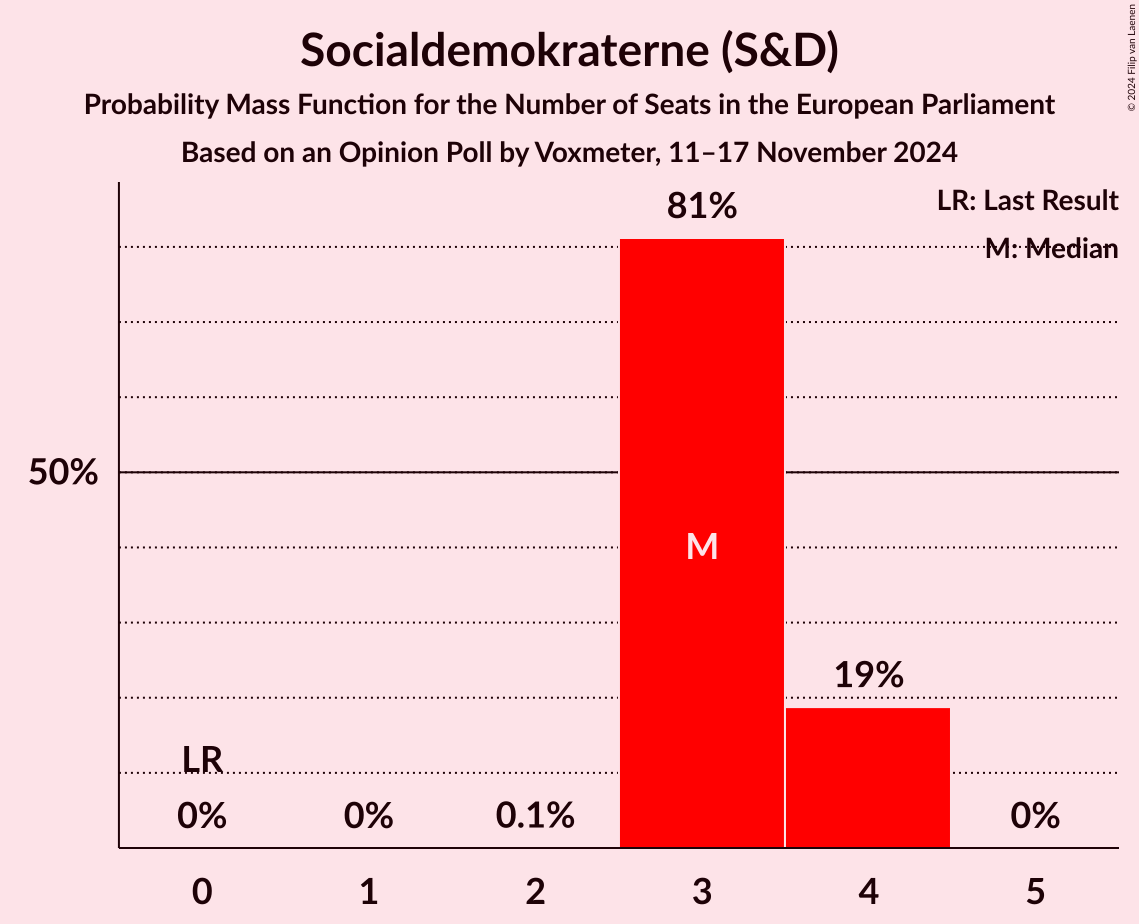 Socialdemokraterne (S&D)
Probability Mass Function for the Number of Seats in the European Parliament
Based on an Opinion Poll by Voxmeter, 11–17 November 2024
© 2024 Filip van Laenen
LR: Last Result
M: Median
81%
50%
M
19%
LR
0%
0%
0.1%
0%
0
1
2
3
4
5